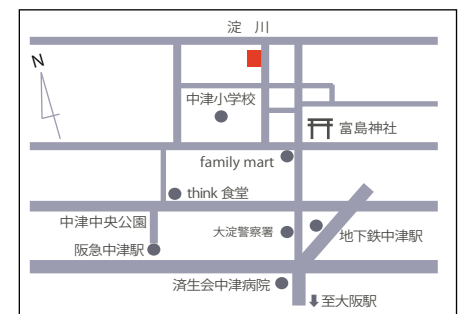 淀 川
N
中津小学校
富島神社
family mart
think 食堂
中津中央公園
大淀警察署
地下鉄中津駅
阪急中津駅
済生会中津病院
至大阪駅